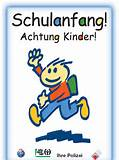 Schulanfang!
Achtung Kinder!
Ihre Polizei